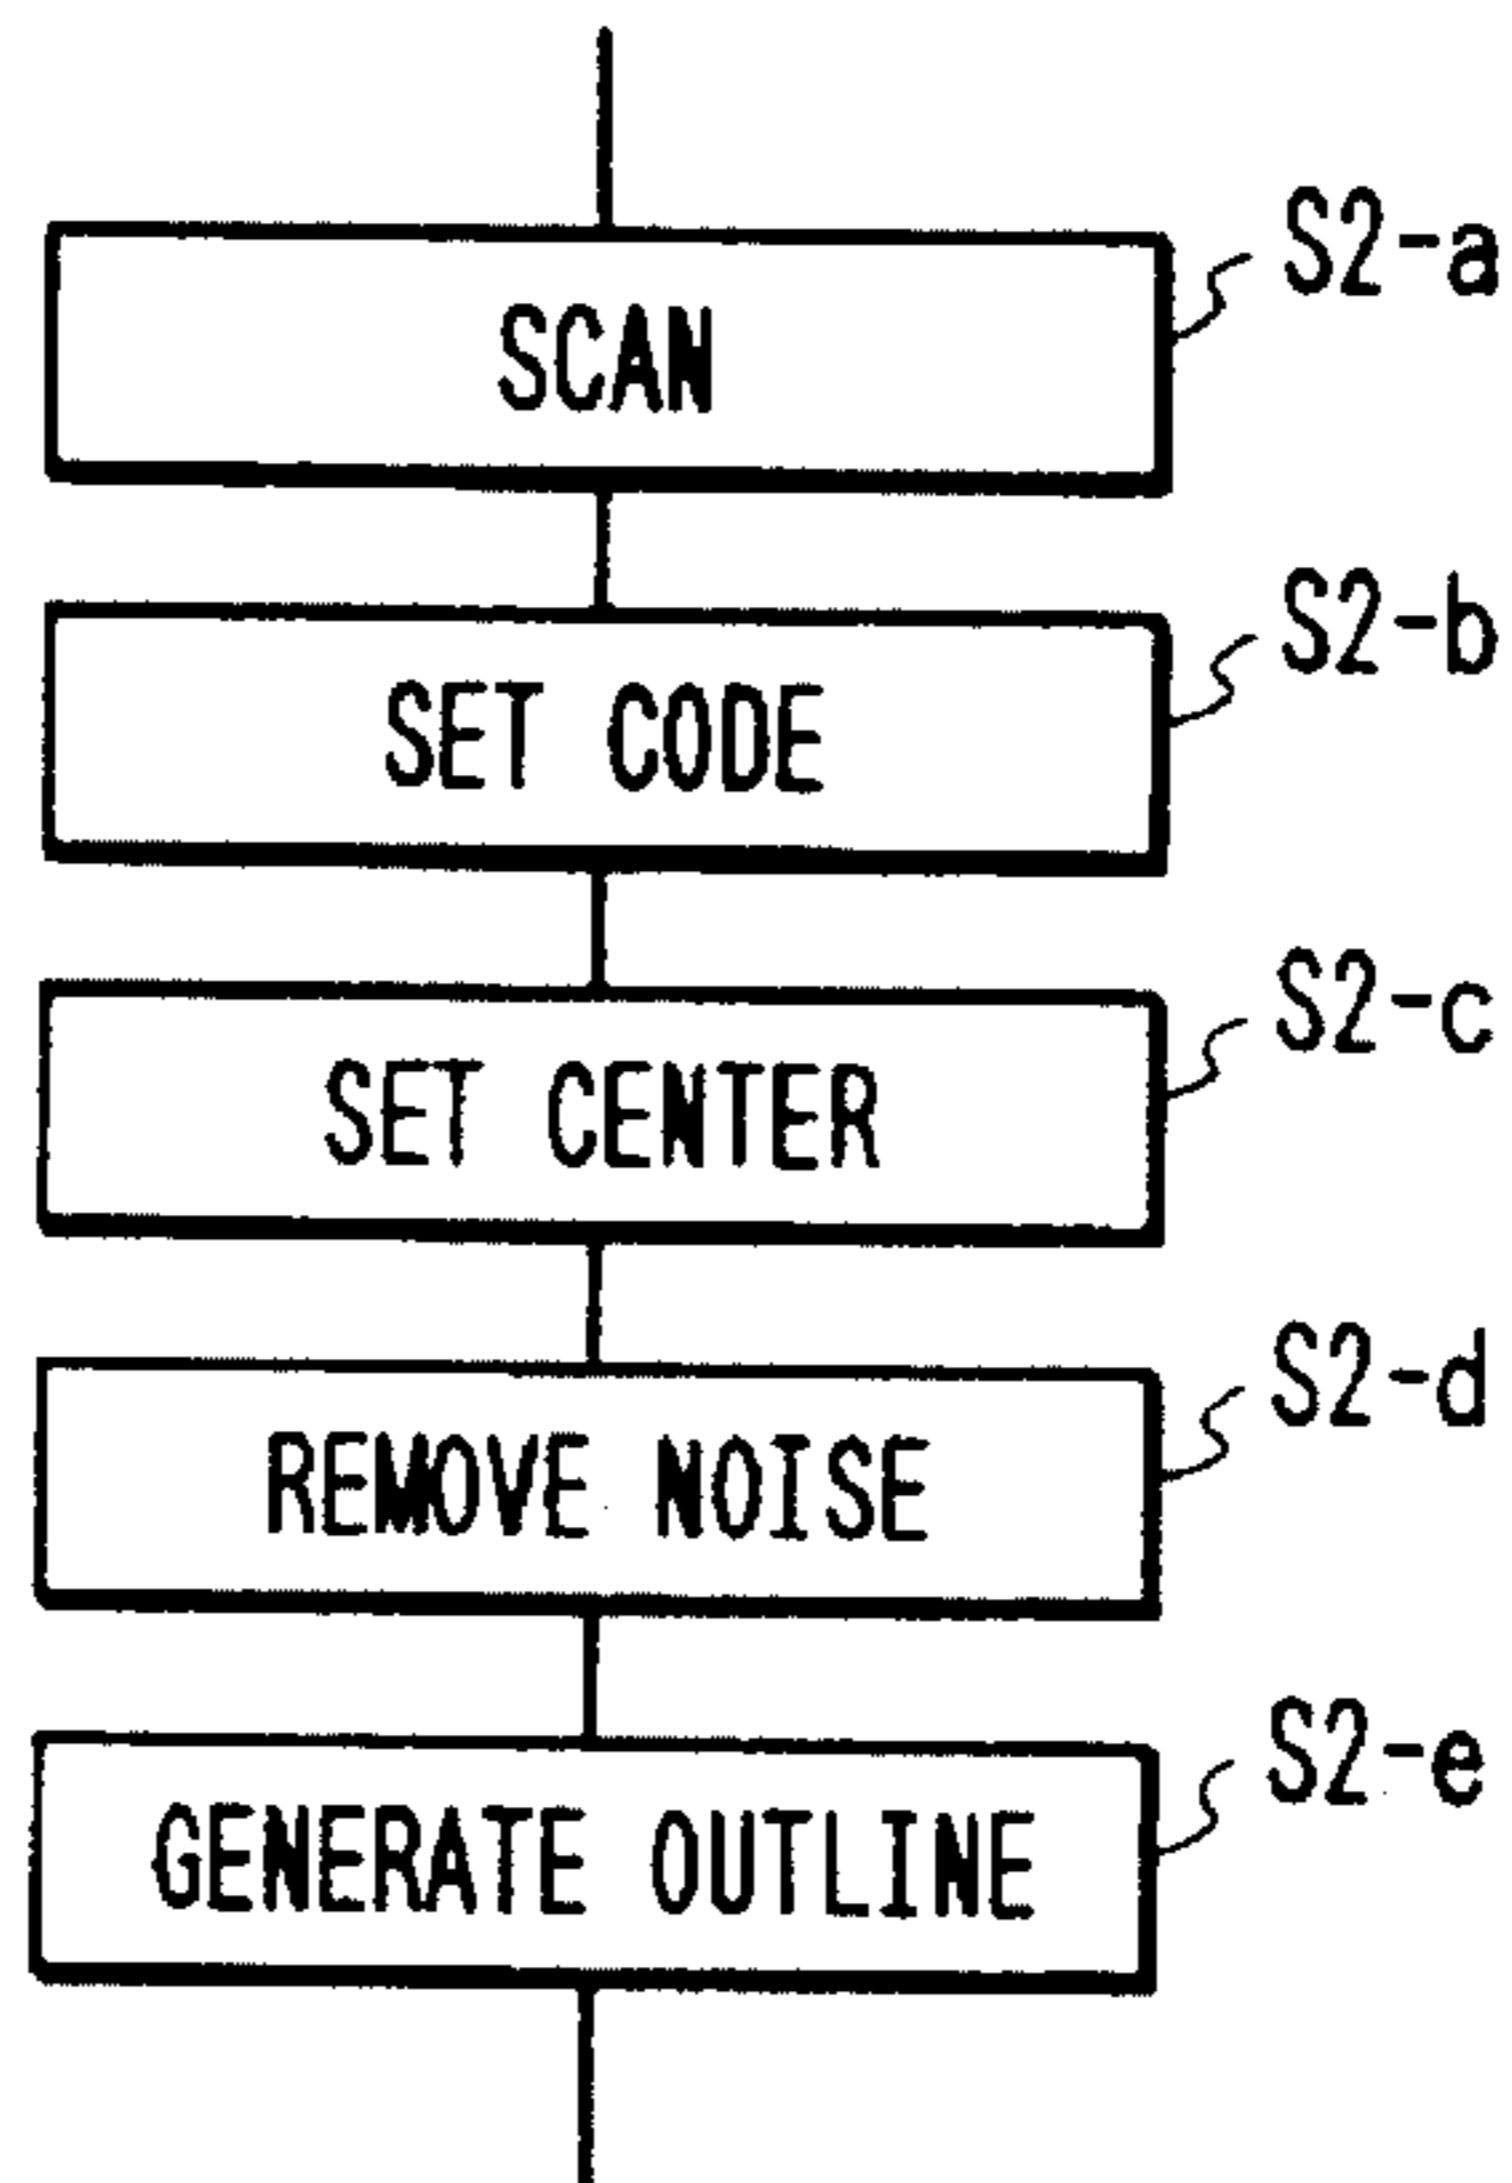 S2-a
SCAN
S2-b
SET CODE
S2-c
SET CENTER
S2-d
REMOVE NOISE
S2-e
GENERATE OUTLINE